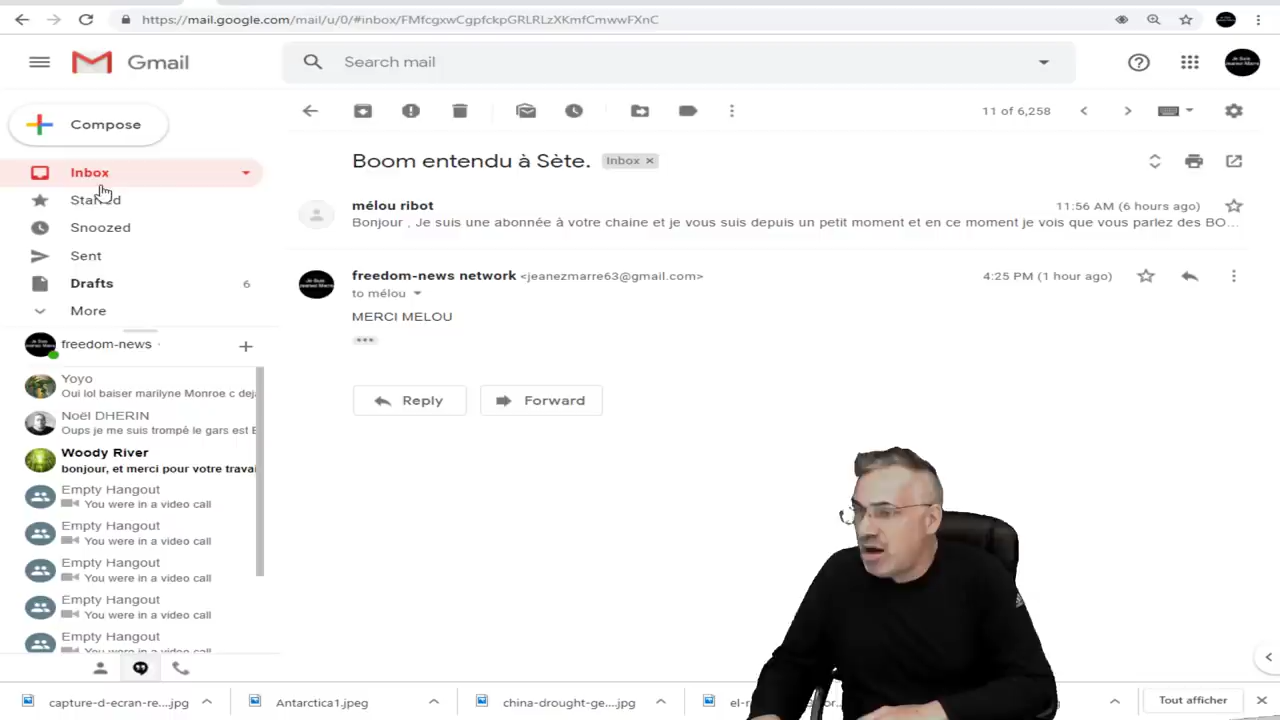 https://mail.google.com/mail/u/0/#inbox/FMfcgxwCgpfckpGRLRLzXKmfCmwwFXnC
Gmail
Search mail
Compose
11 of 6,258
Inbox
Starred
Snoozed
Sent
Drafts 6
More
Boom entendu à Sète. Inbox
mélou ribot 11:56 AM (6 hours ago)
Bonjour , Je suis une abonnée à votre chaine et je vous suis depuis un petit moment et en ce moment je vois que vous parlez des BO...
freedom-news network <jeanezmarre63@gmail.com> 4:25 PM (1 hour ago)
to mélou
MERCI MELOU
Reply
Forward
freedom-news
Yoyo
Oui lol baiser marilyne Monroe c dej
Noël DHERIN
Oups je me suis trompé le gars est
Woody River
bonjour, et merci pour votre travai
Empty Hangout
You were in a video call
Empty Hangout
You were in a video call
Empty Hangout
You were in a video call
Empty Hangout
You were in a video call
Empty Hangout
You were in a video call
capture-d-ecran-re....jpg
Antarctica1.jpeg
china-drought-ge....jpg
Tout afficher